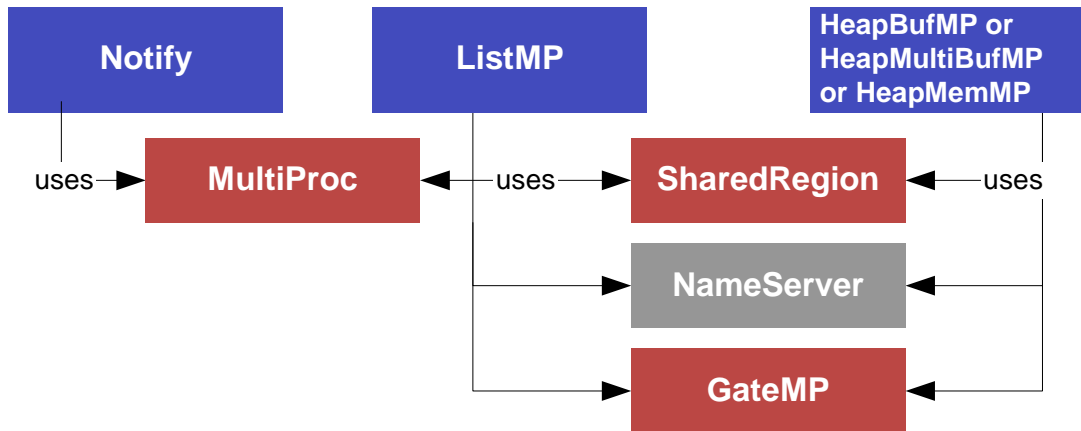 Notify
ListMP
HeapBufMP or
HeapMultiBufMP
or HeapMemMP
uses
MultiProc
uses
SharedRegion
uses
NameServer
GateMP